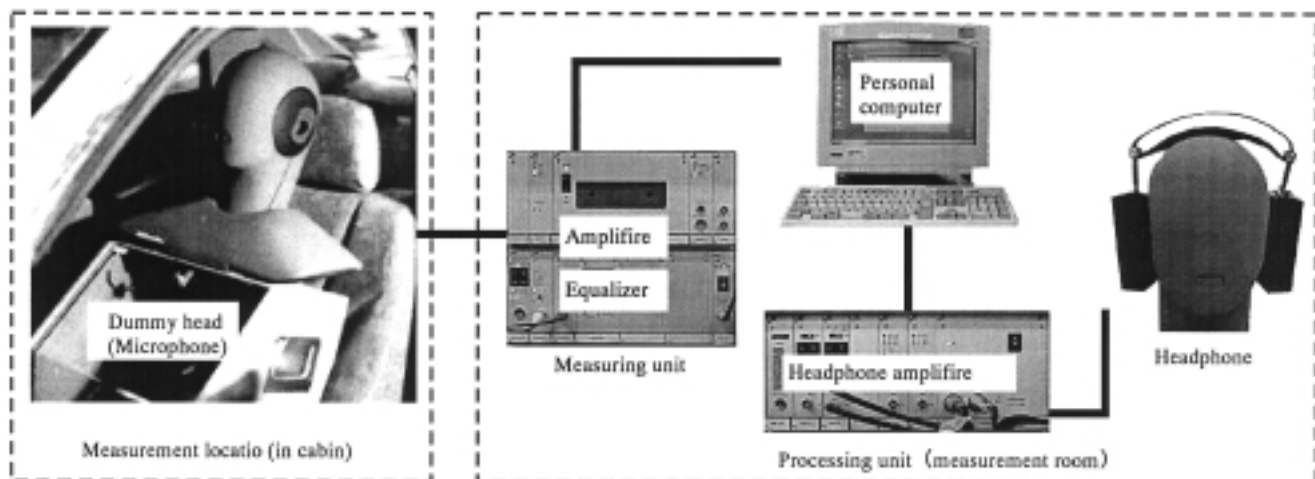 Dummy head
(Microphone)
Measurement locatio (in cabin)
Amplifire
Equalizer
Measuring unit
Personal
computer
Headphone amplifire
Headphone
Processing unit (measurement room)